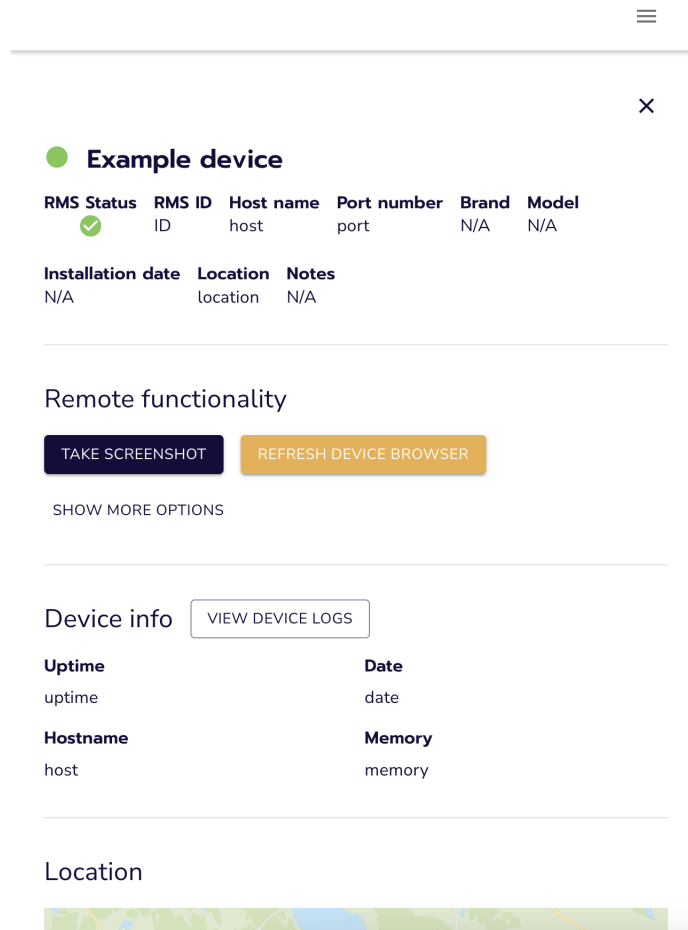 Example device
RMS Status RMS ID Host name Port number Brand Model
ID host port N/A N/A
Installation date Location Notes
N/A location N/A
Remote functionality
TAKE SCREENSHOT REFRESH DEVICE BROWSER
SHOW MORE OPTIONS
Device info VIEW DEVICE LOGS
Uptime Date
uptime date
Hostname Memory
host memory
Location